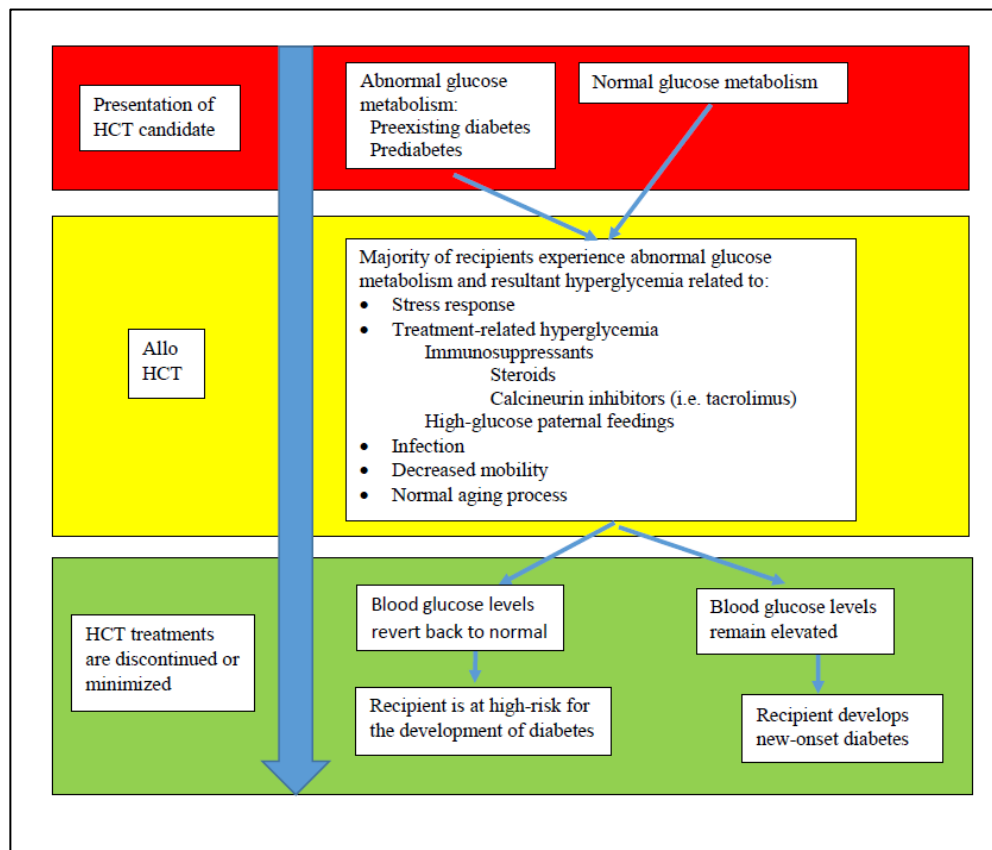 Presentation of
HCT candidate
Abnormal glucose
metabolism:
Preexisting diabetes
Prediabetes
Normal glucose metabolism
Allo
HCT
Majority of recipients experience abnormal glucose
metabolism and resultant hyperglycemia related to:
• Stress response
• Treatment-related hyperglycemia
Immunosuppressants
Steroids
Calcineurin inhibitors (i.e. tacrolimus)
High-glucose paternal feedings
• Infection
• Decreased mobility
• Normal aging process
HCT treatments
are discontinued or
minimized
Blood glucose levels
revert back to normal
Recipient is at high-risk for
the development of diabetes
Blood glucose levels
remain elevated
Recipient develops
new-onset diabetes